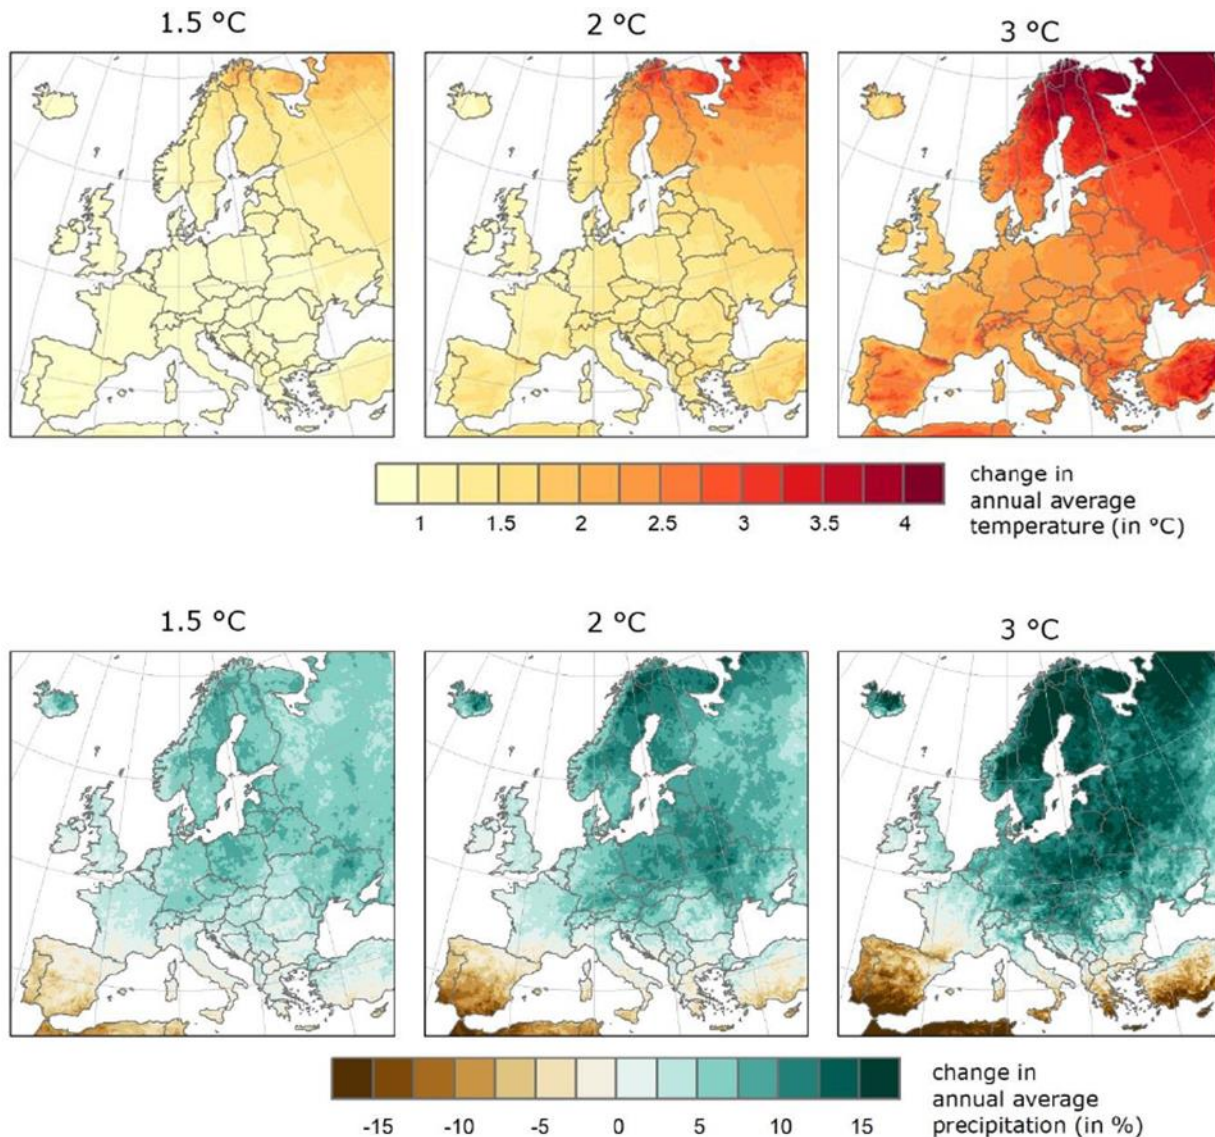 1.5 °C
2 °C
3 °C
1 1.5 2 2.5 3 3.5 4
change in
annual average
temperature (in °C)
1.5 °C
2 °C
3 °C
-15 -10 -5 0 5 10 15
change in
annual average
precipitation (in %)